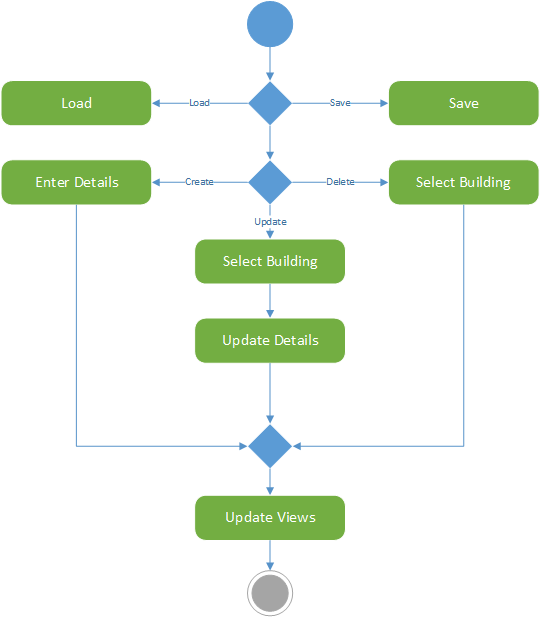 Load
Load
Save
Save
Enter Details
Create
Delete
Select Building
Update
Select Building
Update Details
Update Views